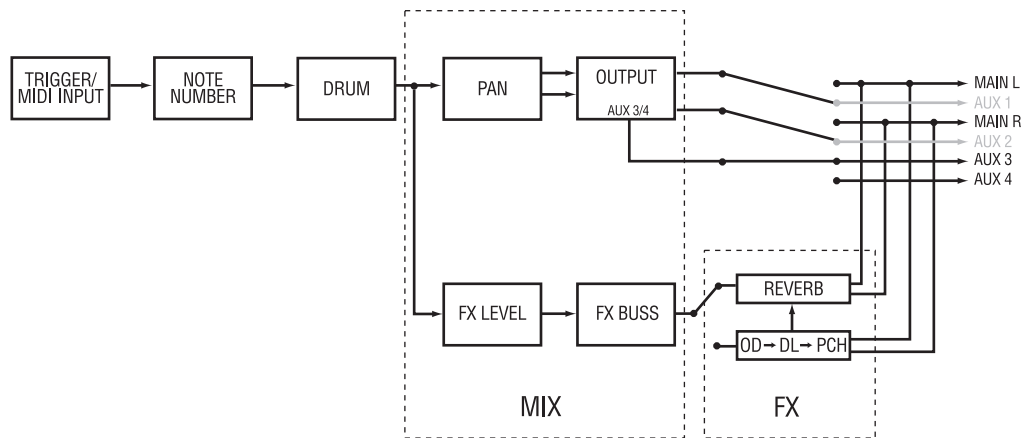 TRIGGER/
MIDI INPUT
NOTE
NUMBER
DRUM
PAN
OUTPUT
AUX 3/4
MAIN L
AUX 1
MAIN R
AUX 2
AUX 3
AUX 4
FX LEVEL
FX BUSS
REVERB
OD DL PCH
MIX
FX